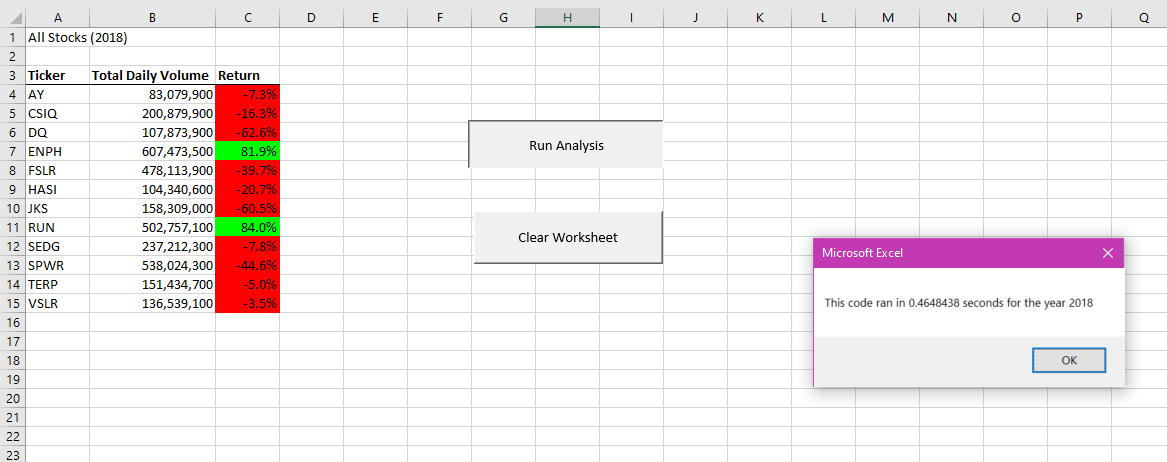 A B C D E F G H I J K L M N O P Q
1 All Stocks (2018)
2
3 Ticker Total Daily Volume Return
4 AY 83,079,900 -7.3%
5 CSIQ 200,879,900 -16.3%
6 DQ 107,873,900 -62.6%
7 ENPH 607,473,500 81.9%
8 FSLR 478,113,900 -39.7%
9 HASI 104,340,600 -20.7%
10 JKS 158,309,000 -60.5%
11 RUN 502,757,100 84.0%
12 SEDG 237,212,300 -7.8%
13 SPWR 538,024,300 -44.6%
14 TERP 151,434,700 -5.0%
15 VSLR 136,539,100 -3.5%
16
17
18
19
20
21
22
23
Run Analysis
Clear Worksheet
Microsoft Excel
This code ran in 0.4648438 seconds for the year 2018
OK